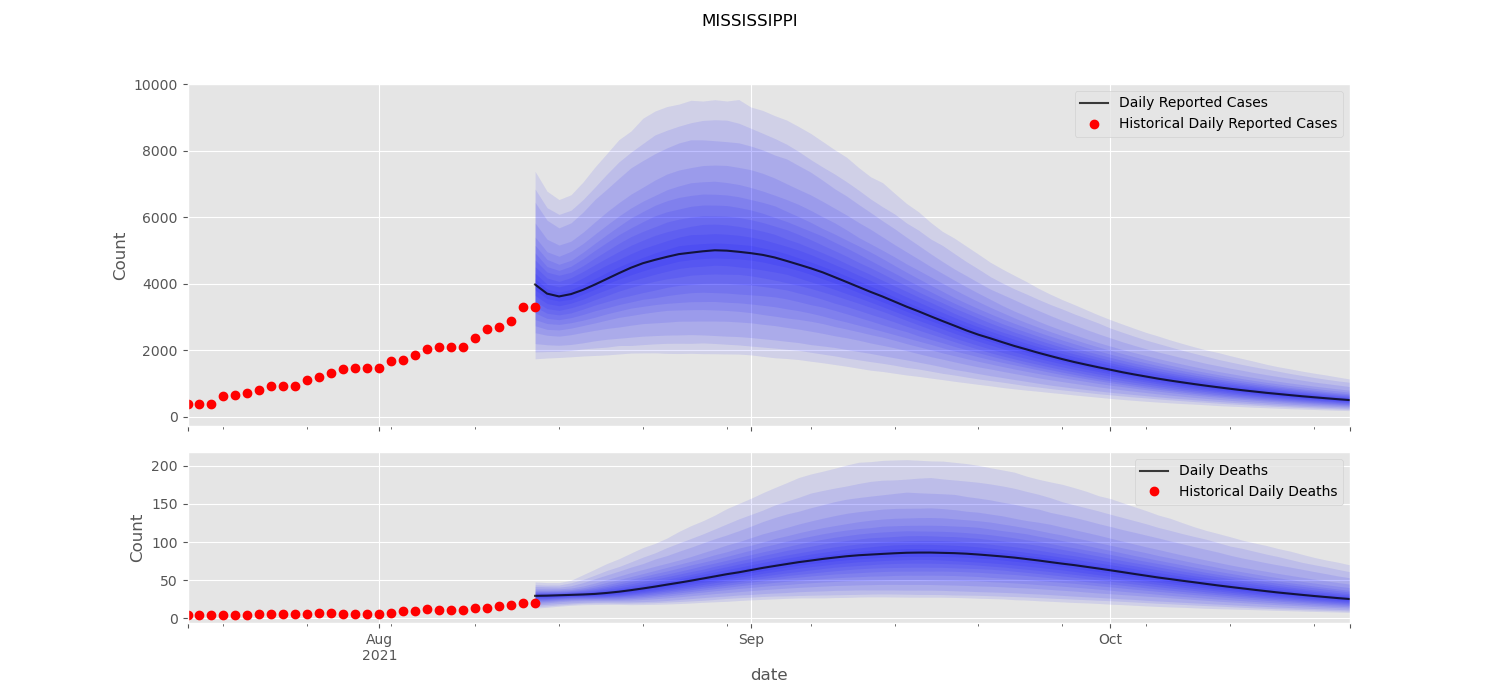 MISSISSIPPI
10000
8000
6000
4000
2000
0
Count
Daily Reported Cases
Historical Daily Reported Cases
200
150
100
50
0
Count
Daily Deaths
Historical Daily Deaths
Aug
2021
Sep
Oct
date